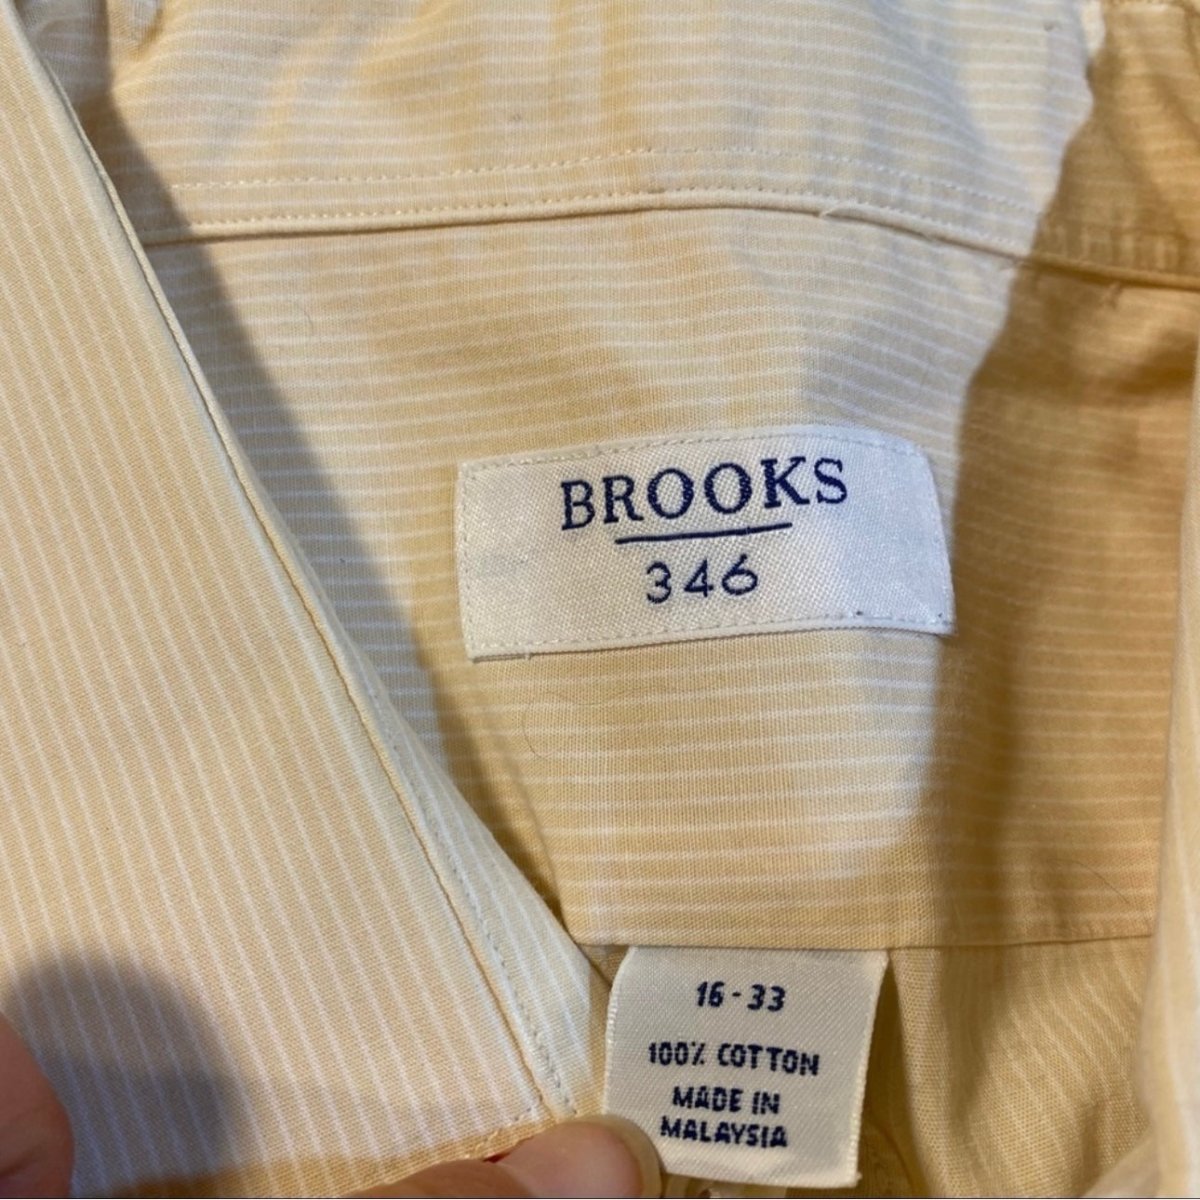 BROOKS
346
16 - 33
100% COTTON
MADE IN
MALAYSIA